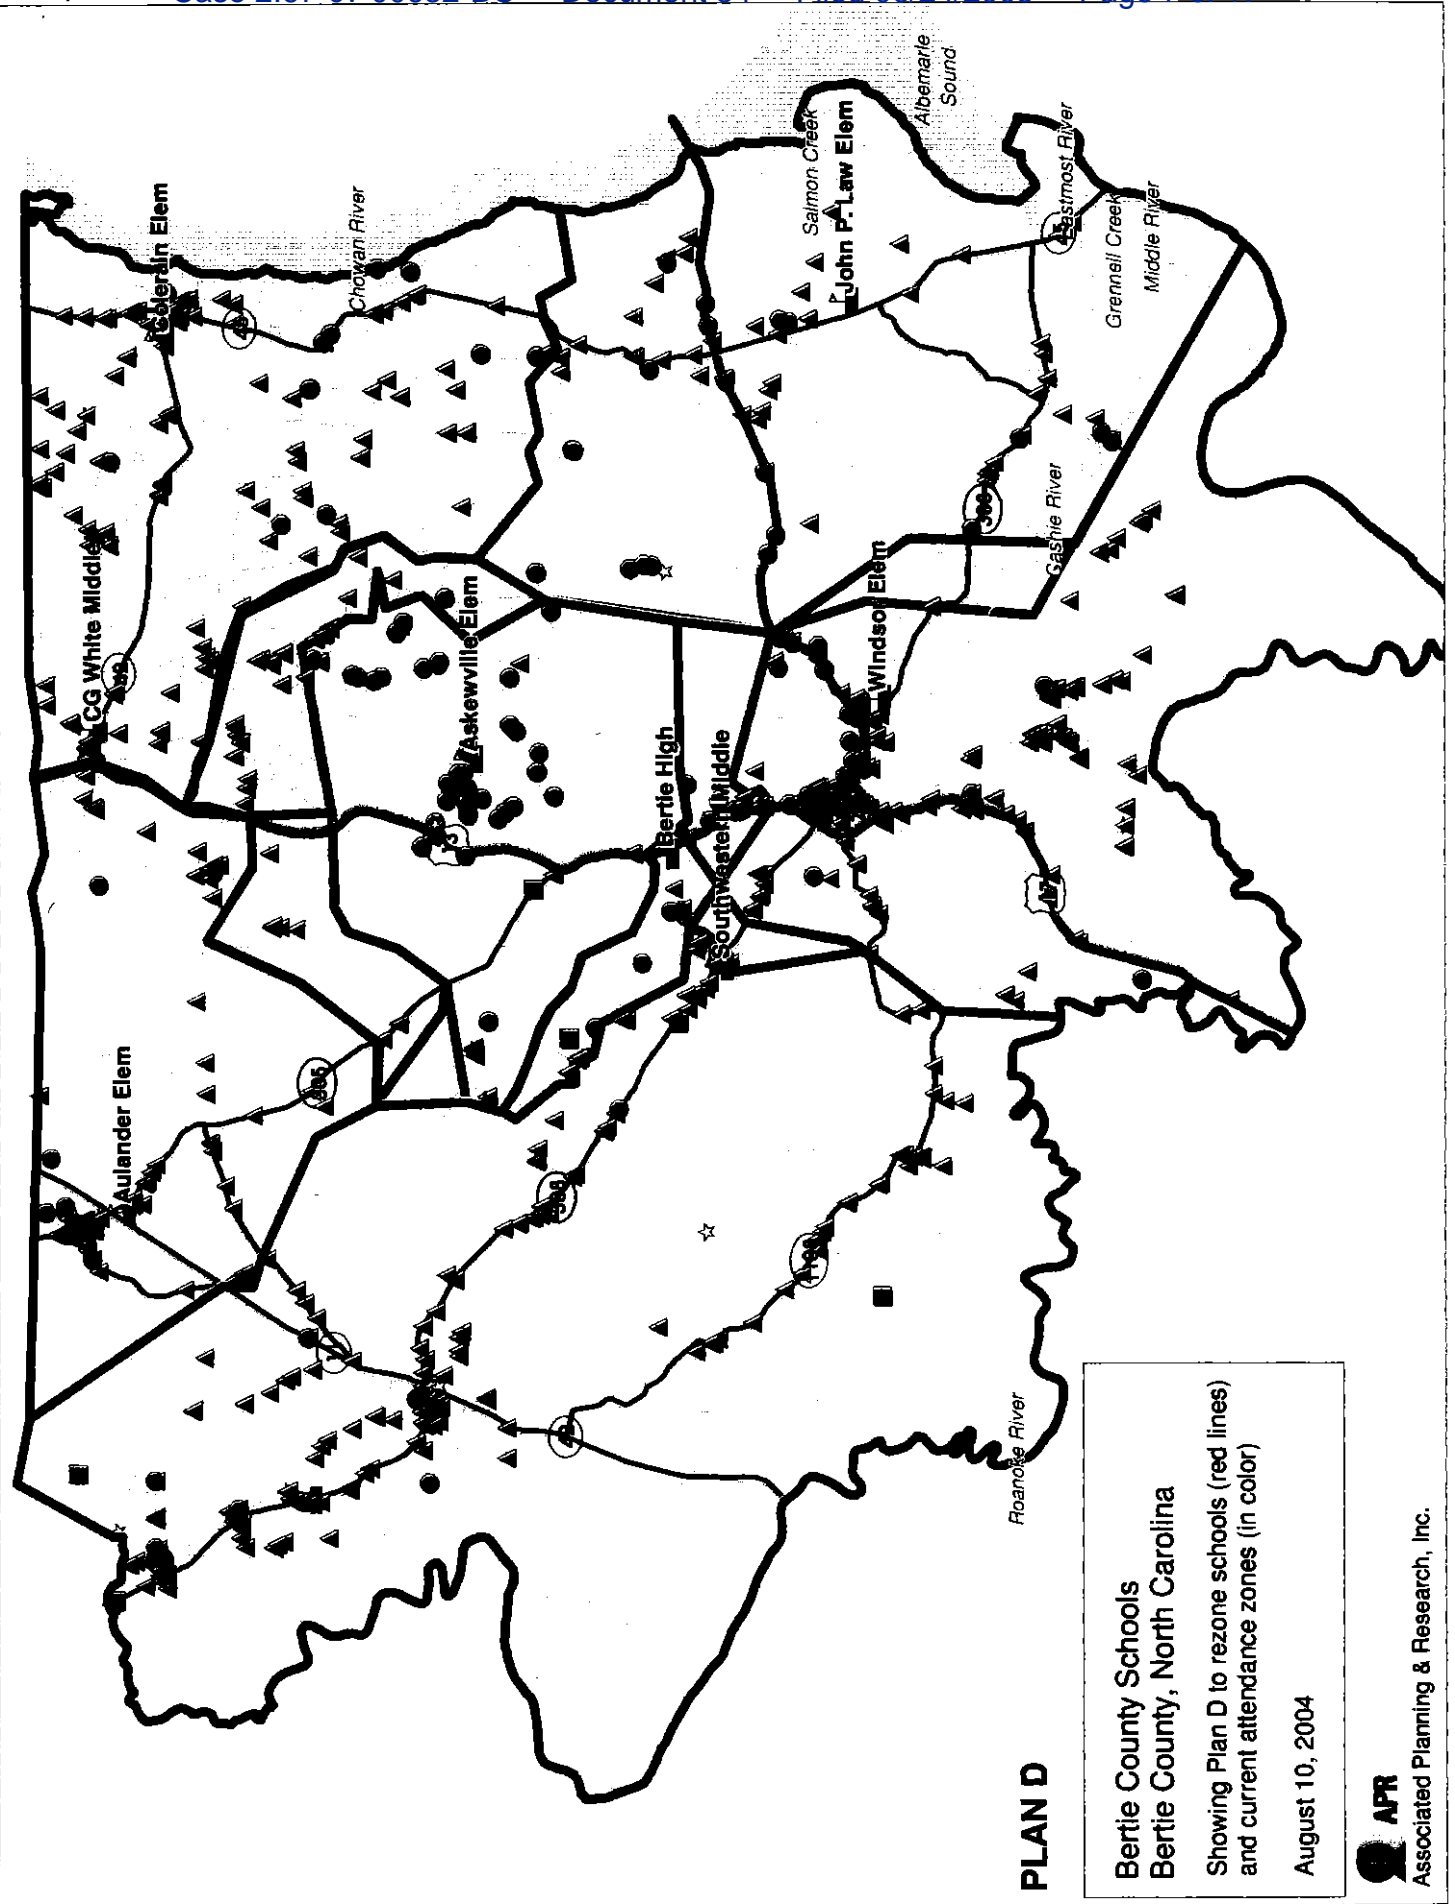 Albemarle
Sound
Colerain Elem
Chowan River
Salmon Creek
John P. Law Elem
Eastmost River
Grennell Creek
Middle River
CG White Middle
Askewville Elem
Windsor Elem
Cashie River
Bertie High
Southwestern Middle
Aulander Elem
Roanoke River
PLAN D
Bertie County Schools
Bertie County, North Carolina
Showing Plan D to rezone schools (red lines)
and current attendance zones (in color)
August 10, 2004
APR
Associated Planning & Research, Inc.